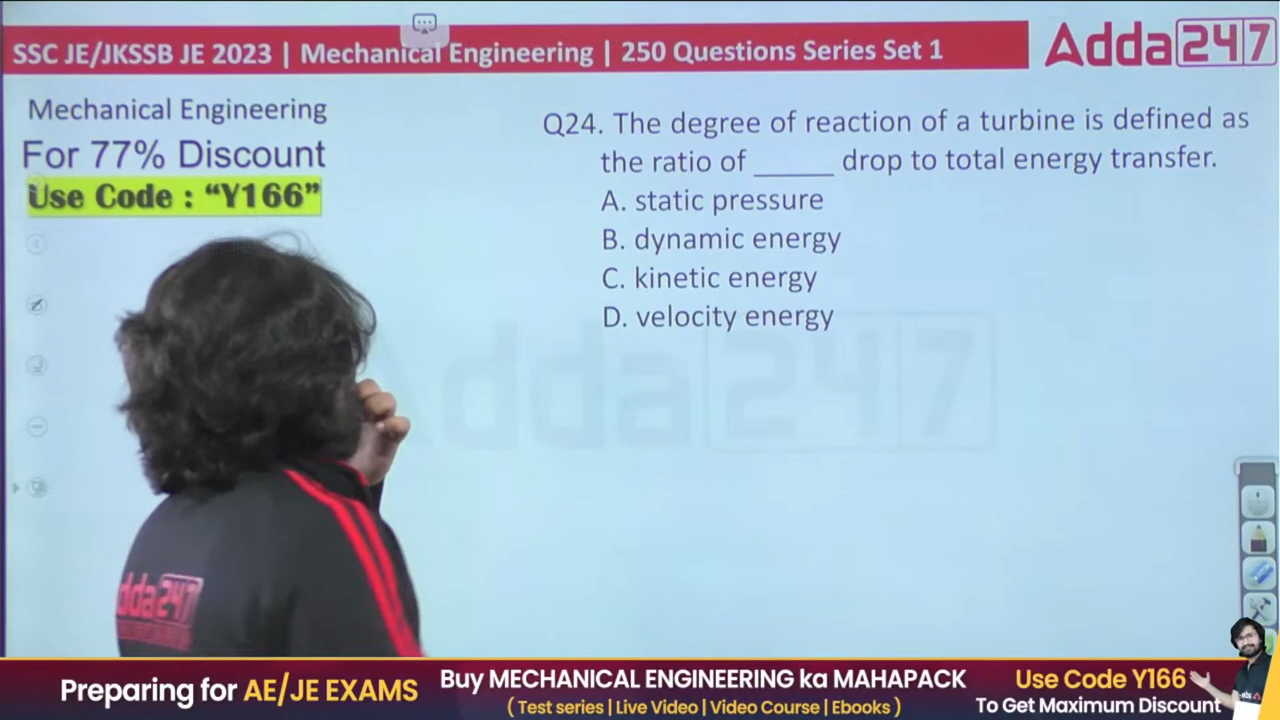 SSC JE/JKSSB JE 2023 | Mechanical Engineering | 250 Questions Series Set 1
Adda247
Mechanical Engineering
For 77% Discount
Use Code : “Y166”
Q24. The degree of reaction of a turbine is defined as
the ratio of ______ drop to total energy transfer.
A. static pressure
B. dynamic energy
C. kinetic energy
D. velocity energy
Adda247
dda247
Preparing for AE/JE EXAMS
Buy MECHANICAL ENGINEERING ka MAHAPACK
( Test series | Live Video | Video Course | Ebooks )
Use Code Y166
To Get Maximum Discount